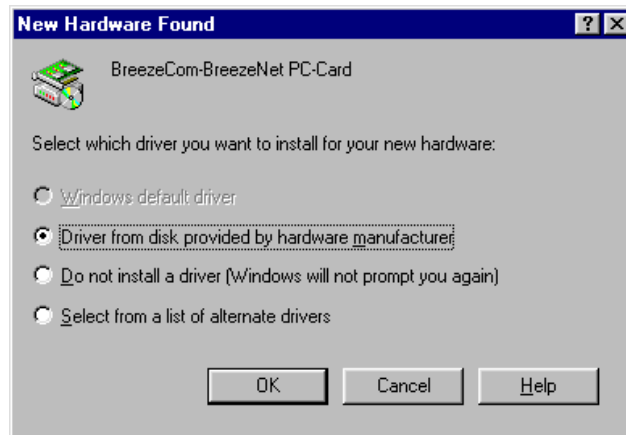 New Hardware Found
BreezeCom-BreezeNet PC-Card
Select which driver you want to install for your new hardware:
Windows default driver
Driver from disk provided by hardware manufacturer
Do not install a driver (Windows will not prompt you again)
Select from a list of alternate drivers
OK Cancel Help